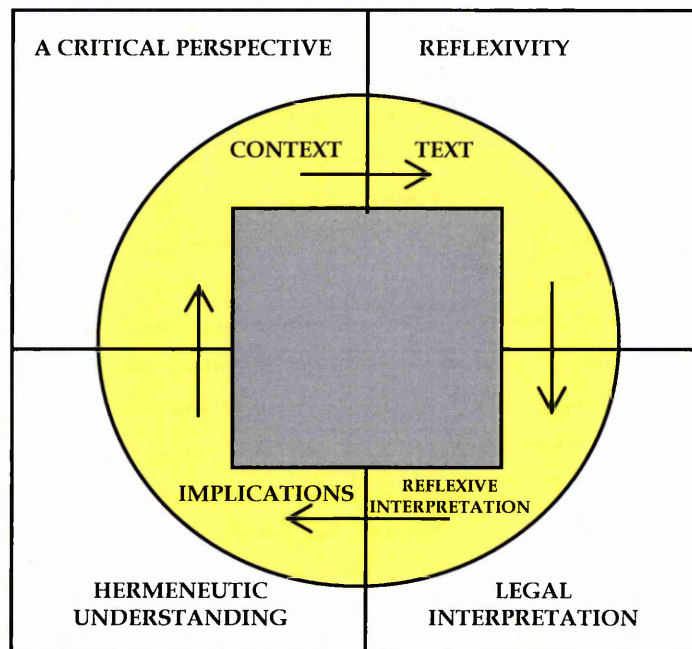 A CRITICAL PERSPECTIVE
REFLEXIVITY
CONTEXT
TEXT
IMPLICATIONS
REFLEXIVE
INTERPRETATION
HERMENEUTIC
UNDERSTANDING
LEGAL
INTERPRETATION